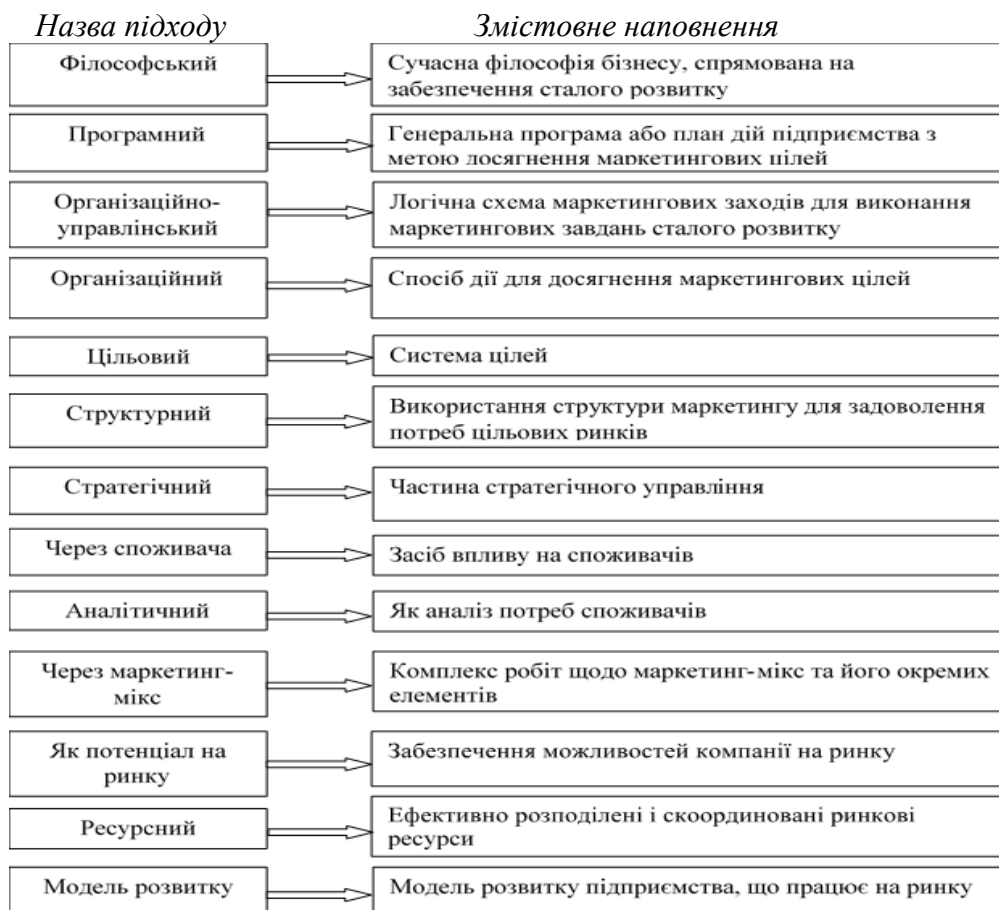 Назва підходу
Змістовне наповнення
Філософський
Сучасна філософія бізнесу, спрямована на
забезпечення сталого розвитку
Програмний
Генеральна програма або план дій підприємства з
метою досягнення маркетингових цілей
Організаційно-
управлінський
Логічна схема маркетингових заходів для виконання
маркетингових завдань сталого розвитку
Організаційний
Спосіб дії для досягнення маркетингових цілей
Цільовий
Система цілей
Структурний
Використання структури маркетингу для задоволення
потреб цільових ринків
Стратегічний
Частина стратегічного управління
Через споживача
Засіб впливу на споживачів
Аналітичний
Як аналіз потреб споживачів
Через маркетинг-
мікс
Комплекс робіт щодо маркетинг-мікс та його окремих
елементів
Як потенціал на
ринку
Забезпечення можливостей компанії на ринку
Ресурсний
Ефективно розподілені і скоординовані ринкові
ресурси
Модель розвитку
Модель розвитку підприємства, що працює на ринку